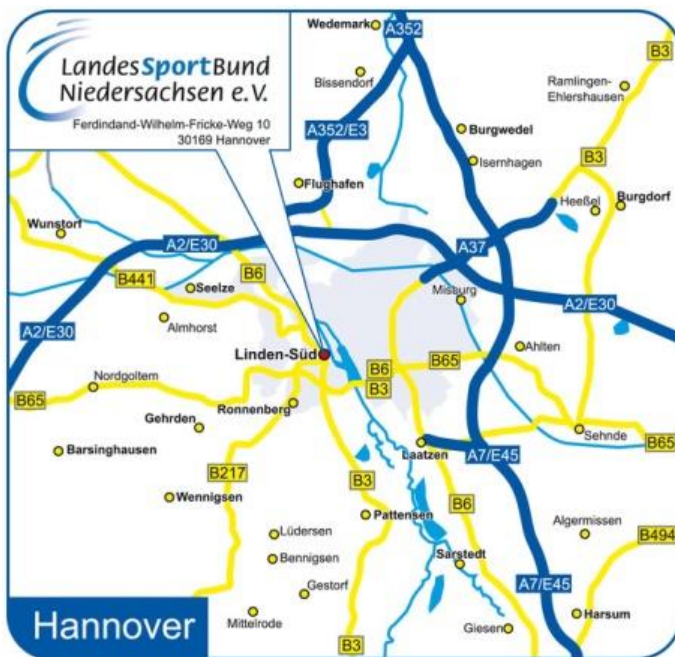 LandesSportBund
Niedersachsen e.V.
Ferdindand-Wilhelm-Fricke-Weg 10
30169 Hannover
Wedemark
A352
B3
Bissendorf
Ramlingen-
Ehlershausen
A352/E3
Burgwedel
Isernhagen
B3
Flughafen
Heeßel
Burgdorf
Wunstorf
A2/E30
A37
B441
B6
Seelze
Misburg
A2/E30
A2/E30
Almhorst
Linden-Süd
Ahlten
B65
B6
Nordgoltern
B3
B65
Ronnenberg
Gehrden
Sehnde
B65
Barsinghausen
Laatzen
A7/E45
B217
B3
B6
Wennigsen
Pattensen
Lüdersen
Algermissen
B494
Bennigsen
Sarstedt
Gestorf
A7/E45
Mittelrode
Harsum
Giesen
B3
Hannover